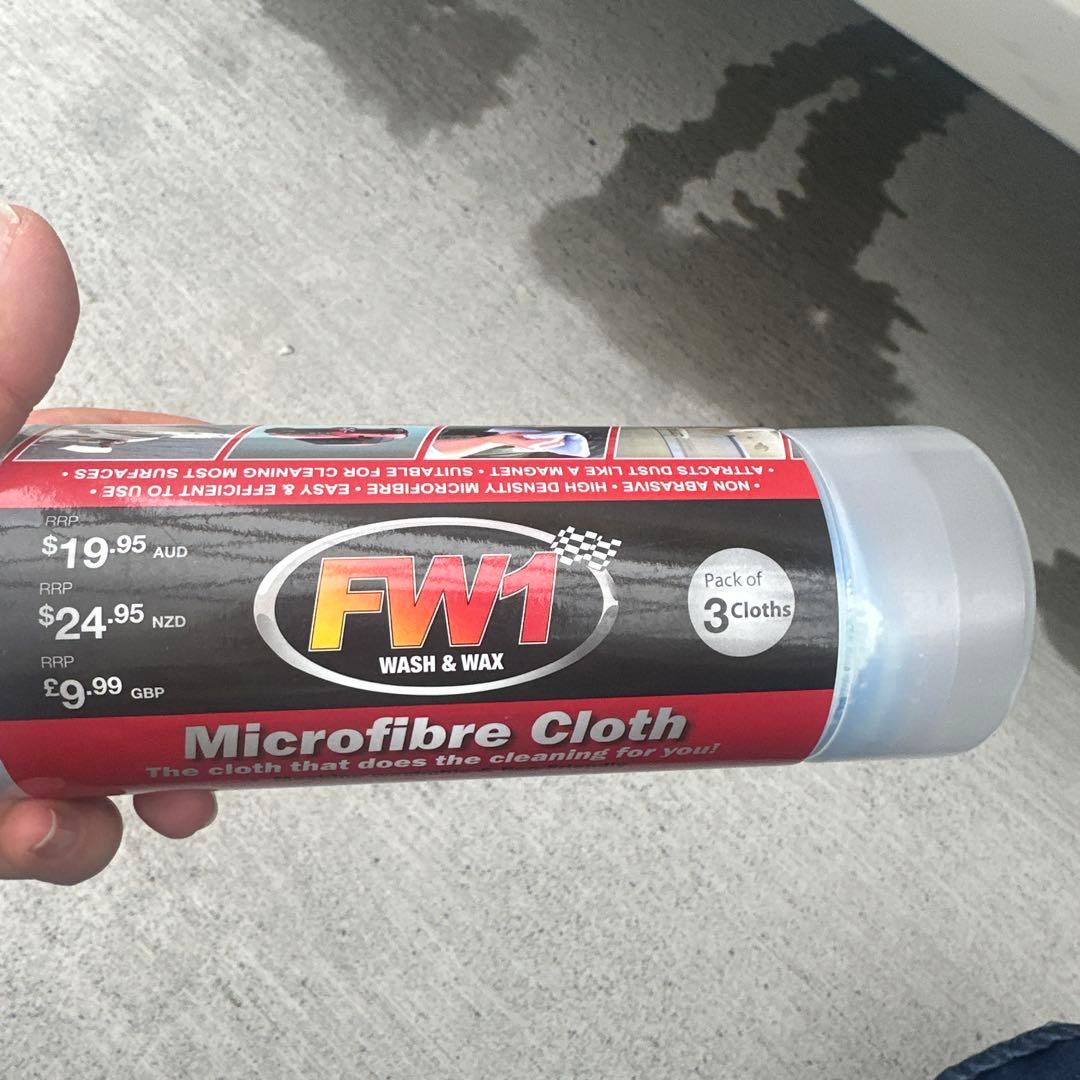 • NON ABRASIVE • HIGH DENSITY MICROFIBRE • EASY & EFFICIENT TO USE •
• ATTRACTS DUST LIKE A MAGNET • SUITABLE FOR CLEANING MOST SURFACES •
RRP
$19.95 AUD
RRP
$24.95 NZD
RRP
£9.99 GBP
FW1
WASH & WAX
Pack of
3 Cloths
Microfibre Cloth
The cloth that does the cleaning for you!